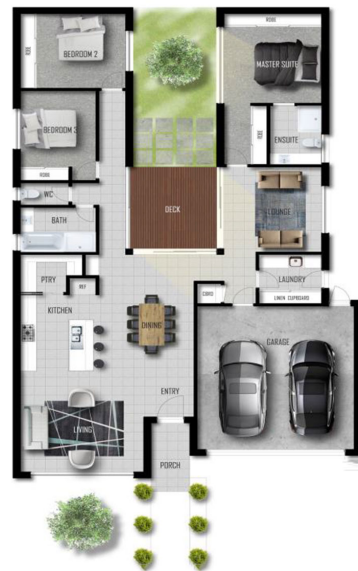 ROBE
BEDROOM 2
ROBE
MASTER SUITE
BEDROOM 3
ROBE
ENSUITE
ROBE
WC
BATH
DECK
LOUNGE
PTRY
REF
LAUNDRY
LINEN CUPBOARD
KITCHEN
DINING
GARAGE
ENTRY
LIVING
PORCH